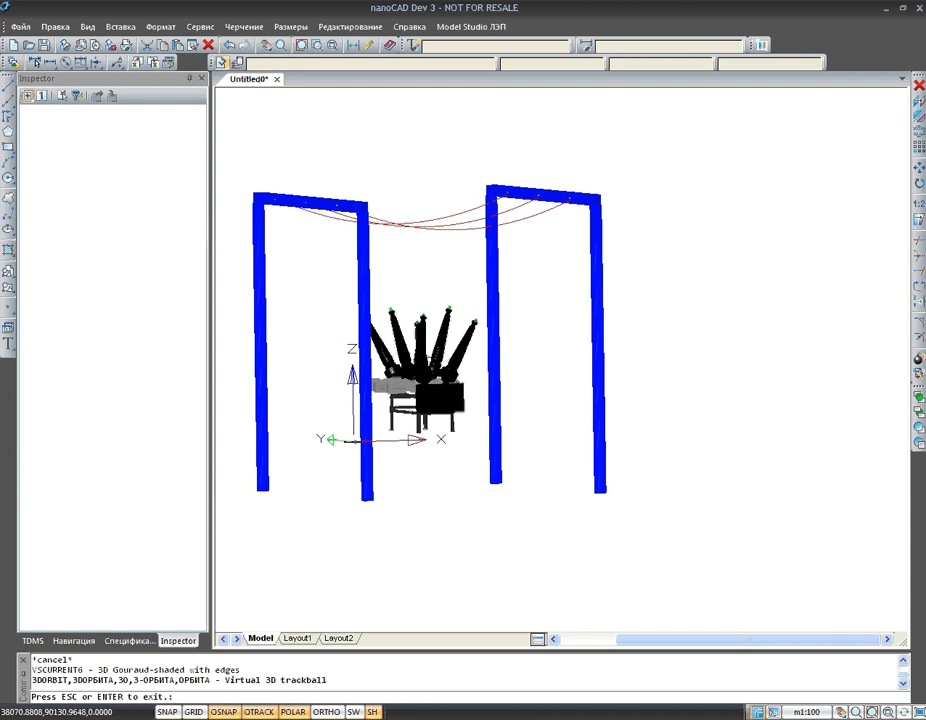 nanoCAD Dev 3 - NOT FOR RESALE
Файл Правка Вид Вставка Формат Сервис Черчение Размеры Редактирование Справка Model Studio ЛЭП
Inspector
Untitled0*
Z
Y
X
TDMS Навигация Специфика... Inspector
Model Layout1 Layout2
*cancel*
VSCURRENT6 - 3D Gouraud-shaded with edges
3DORBIT,3DОРБИТА,3О,3-ОРБИТА,ОРБИТА - Virtual 3D trackball
Press ESC or ENTER to exit.:
38070.8808,90130.9648,0.0000 SNAP GRID OSNAP OTRACK POLAR ORTHO SW SH m1:100